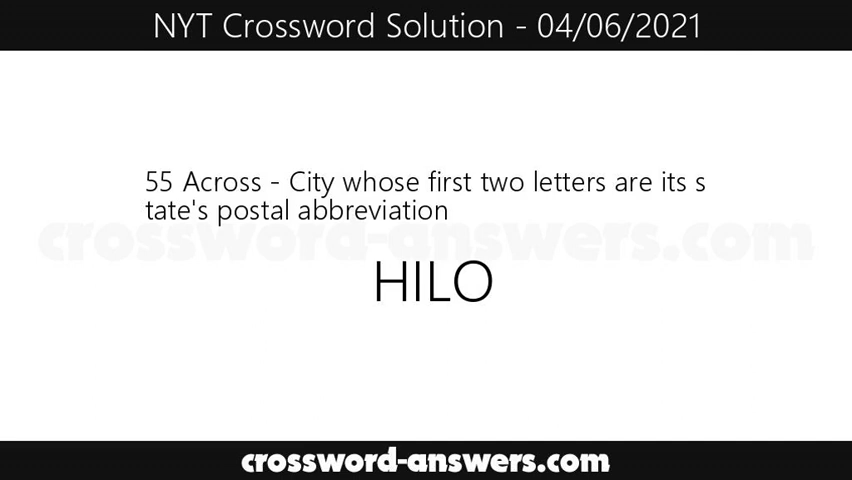 NYT Crossword Solution - 04/06/2021
55 Across - City whose first two letters are its s
tate's postal abbreviation
crossword-answers.com
HILO
crossword-answers.com